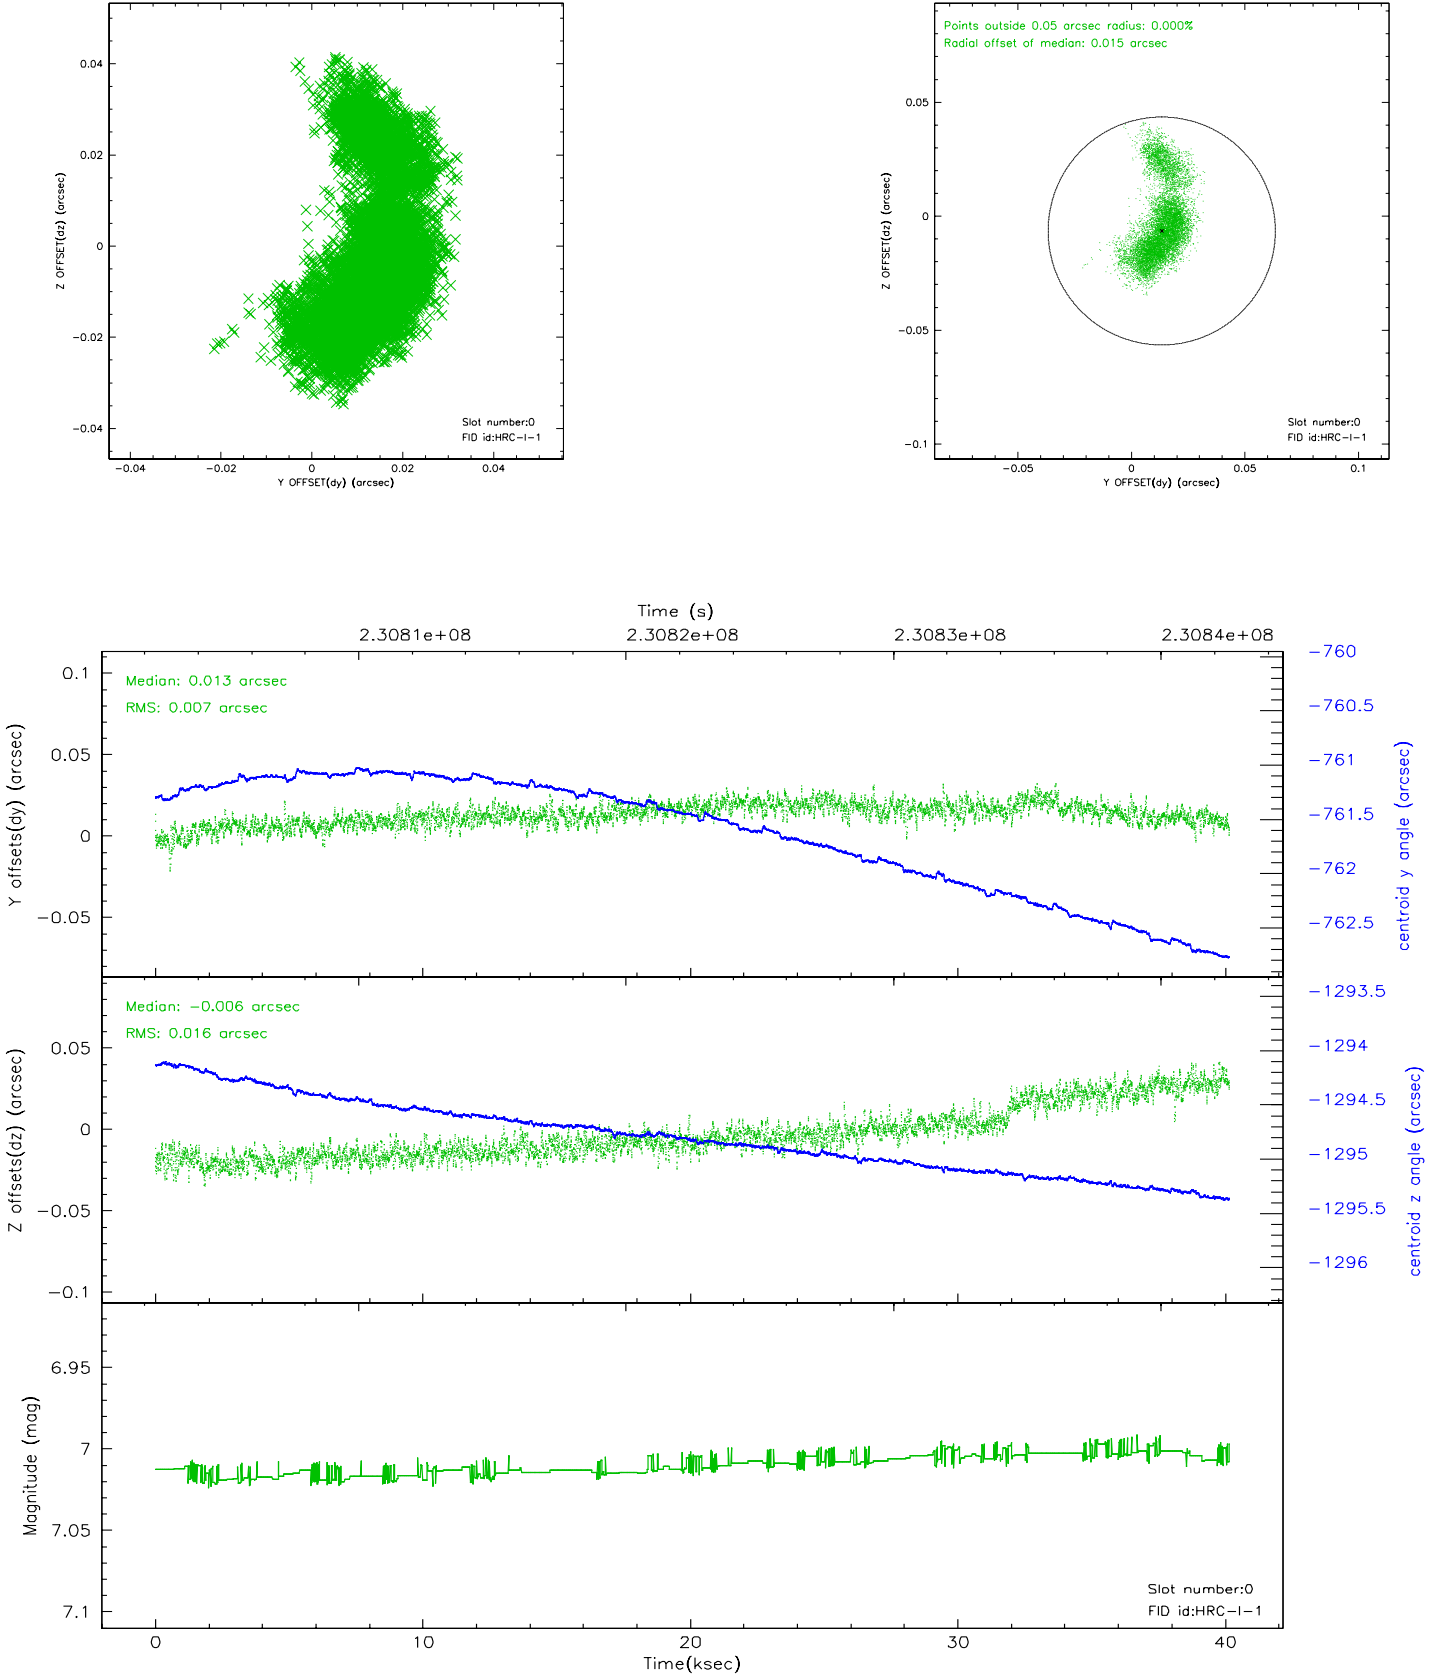 0.04
0.02
0
−0.02
−0.04
Z OFFSET(dz) (arcsec)
−0.04 −0.02 0 0.02 0.04
Y OFFSET(dy) (arcsec)
Slot number:0
FID id:HRC−I−1
Points outside 0.05 arcsec radius: 0.000%
Radial offset of median: 0.015 arcsec
0.05
0
−0.05
−0.1
Z OFFSET(dz) (arcsec)
−0.05 0 0.05 0.1
Y OFFSET(dy) (arcsec)
Slot number:0
FID id:HRC−I−1
Time (s)
2.3081e+08 2.3082e+08 2.3083e+08 2.3084e+08
Median: 0.013 arcsec
RMS: 0.007 arcsec
0.1
0.05
0
−0.05
Y offsets(dy) (arcsec)
−760
−760.5
−761
−761.5
−762
−762.5
centroid y angle (arcsec)
Median: −0.006 arcsec
RMS: 0.016 arcsec
0.05
0
−0.05
−0.1
Z offsets(dz) (arcsec)
−1293.5
−1294
−1294.5
−1295
−1295.5
−1296
centroid z angle (arcsec)
6.95
7
7.05
7.1
Magnitude (mag)
Slot number:0
FID id:HRC−I−1
0 10 20 30 40
Time(ksec)